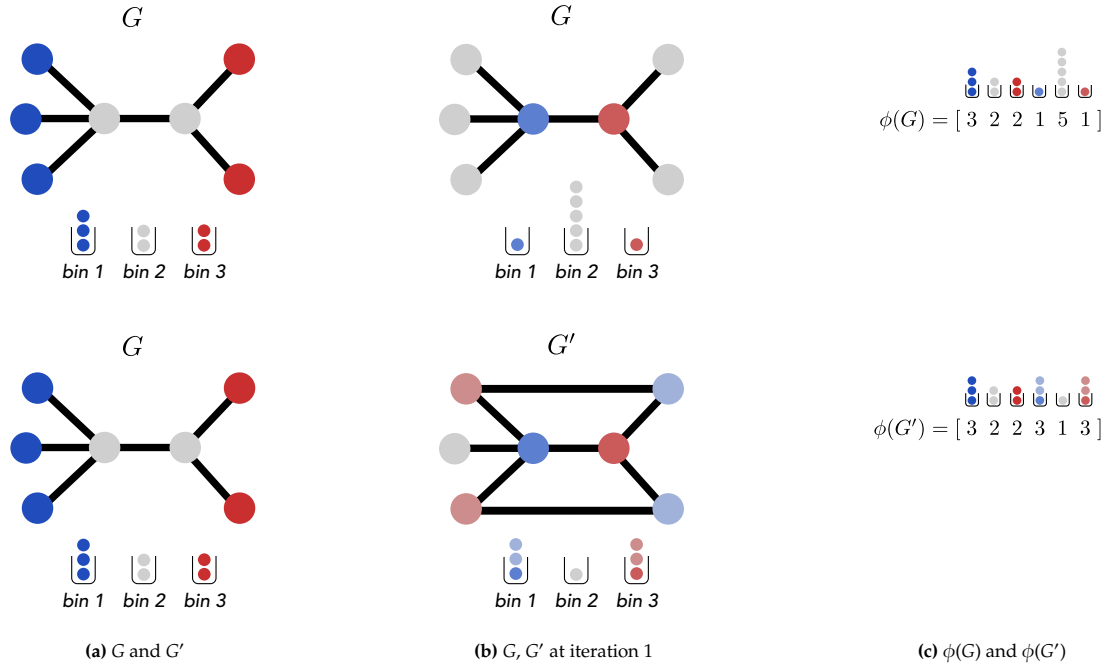 G
G
bin 1 bin 2 bin 3
bin 1 bin 2 bin 3
ϕ(G) = [ 3 2 2 1 5 1 ]
G
G′
bin 1 bin 2 bin 3
bin 1 bin 2 bin 3
ϕ(G′) = [ 3 2 2 3 1 3 ]
(a) G and G′
(b) G, G′ at iteration 1
(c) ϕ(G) and ϕ(G′)